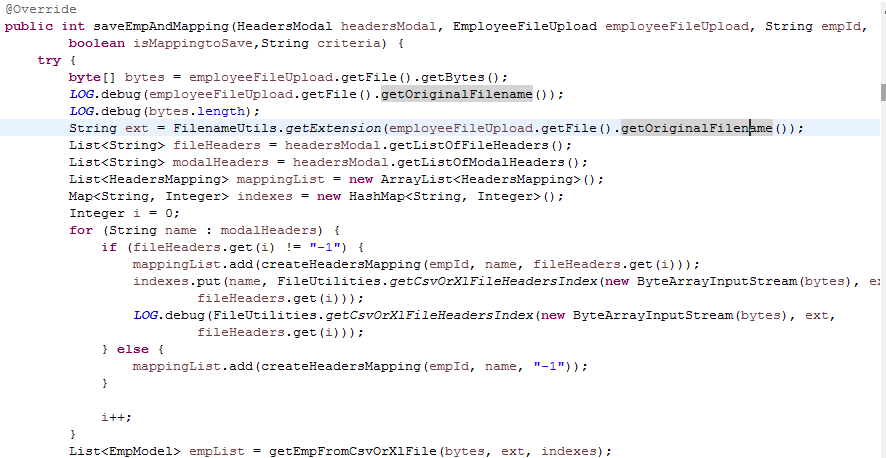 @Override
public int saveEmpAndMapping(HeadersModal headersModal, EmployeeFileUpload employeeFileUpload, String empId,
        boolean isMappingtoSave,String criteria) {
    try {
        byte[] bytes = employeeFileUpload.getFile().getBytes();
        LOG.debug(employeeFileUpload.getFile().getOriginalFilename());
        LOG.debug(bytes.length);
        String ext = FilenameUtils.getExtension(employeeFileUpload.getFile().getOriginalFilename());
        List<String> fileHeaders = headersModal.getListOfFileHeaders();
        List<String> modalHeaders = headersModal.getListOfModalHeaders();
        List<HeadersMapping> mappingList = new ArrayList<HeadersMapping>();
        Map<String, Integer> indexes = new HashMap<String, Integer>();
        Integer i = 0;
        for (String name : modalHeaders) {
            if (fileHeaders.get(i) != "-1") {
                mappingList.add(createHeadersMapping(empId, name, fileHeaders.get(i)));
                indexes.put(name, FileUtilities.getCsvOrXlFileHeadersIndex(new ByteArrayInputStream(bytes),
                        fileHeaders.get(i)));
                LOG.debug(FileUtilities.getCsvOrXlFileHeadersIndex(new ByteArrayInputStream(bytes), ext,
                        fileHeaders.get(i)));
            } else {
                mappingList.add(createHeadersMapping(empId, name, "-1"));
            }
            i++;
        }
        List<EmpModel> empList = getEmpFromCsvOrXlFile(bytes, ext, indexes);